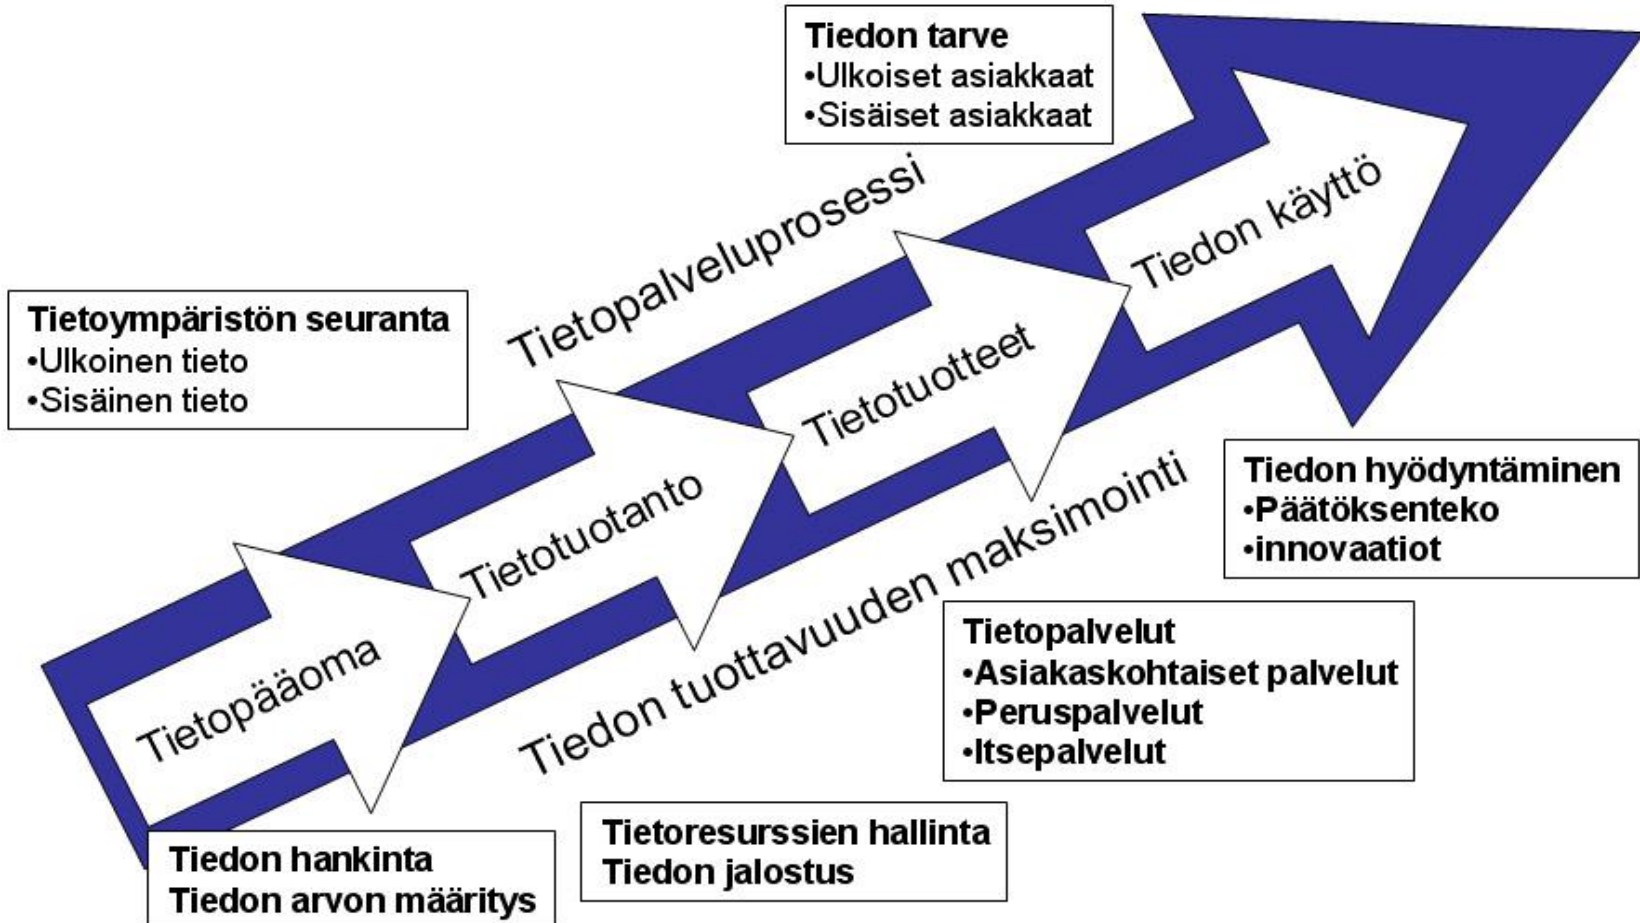 Tiedon tarve
•Ulkoiset asiakkaat
•Sisäiset asiakkaat
Tietopalveluprosessi
Tiedon käyttö
Tietoympäristön seuranta
•Ulkoinen tieto
•Sisäinen tieto
Tietotuotteet
Tietotuotanto
Tietopääoma
Tiedon tuottavuuden maksimointi
Tiedon hyödyntäminen
•Päätöksenteko
•innovaatiot
Tietopalvelut
•Asiakaskohtaiset palvelut
•Peruspalvelut
•Itsepalvelut
Tietoresurssien hallinta
Tiedon jalostus
Tiedon hankinta
Tiedon arvon määritys